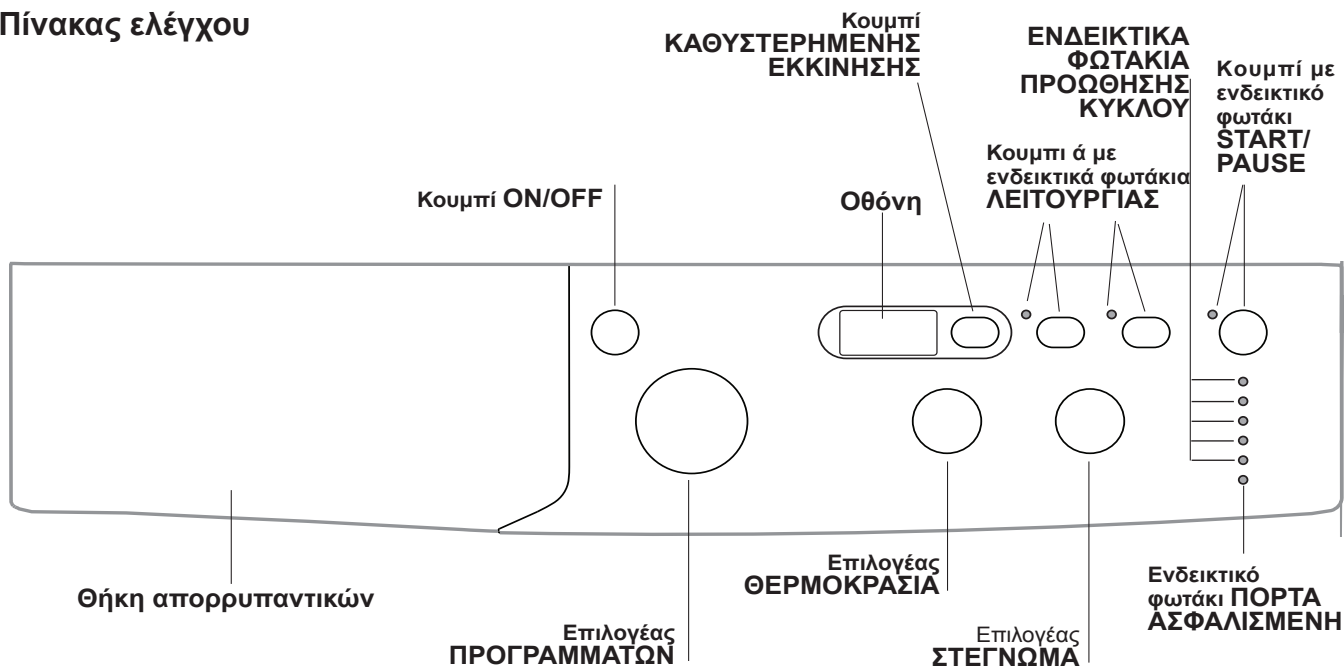 Πίνακας ελέγχου
Κουμπί
ΚΑΘΥΣΤΕΡΗΜΕΝΗΣ
ΕΚΚΙΝΗΣΗΣ
ΕΝΔΕΙΚΤΙΚΑ
ΦΩΤΑΚΙΑ
ΠΡΟΩΘΗΣΗΣ
ΚΥΚΛΟΥ
Κουμπί με
ενδεικτικό
φωτάκι
START/
PAUSE
Κουμπι ά με
ενδεικτικά φωτάκια
ΛΕΙΤΟΥΡΓΙΑΣ
Κουμπί ON/OFF
Οθόνη
Θήκη απορρυπαντικών
Επιλογέας
ΠΡΟΓΡΑΜΜΑΤΩΝ
Επιλογέας
ΘΕΡΜΟΚΡΑΣΙΑ
Επιλογέας
ΣΤΕΓΝΩΜΑ
Ενδεικτικό
φωτάκι ΠΟΡΤΑ
ΑΣΦΑΛΙΣΜΕΝΗ